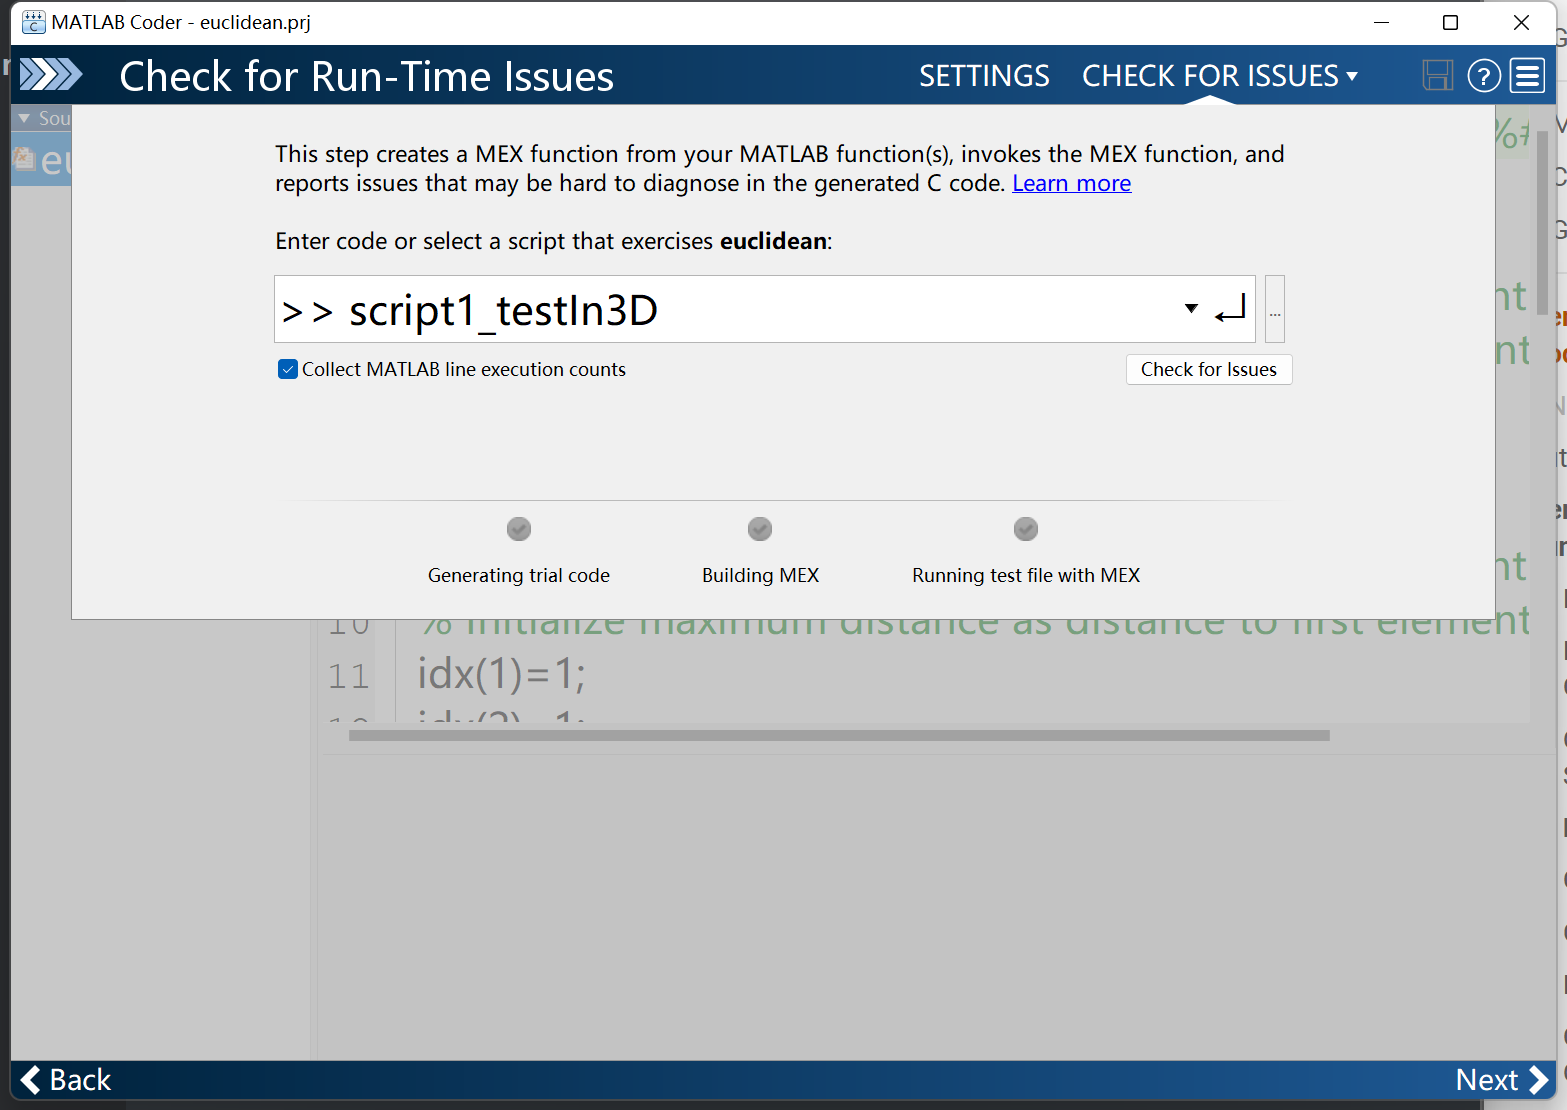 MATLAB Coder - euclidean.prj
Check for Run-Time Issues
SETTINGS
CHECK FOR ISSUES
This step creates a MEX function from your MATLAB function(s), invokes the MEX function, and
reports issues that may be hard to diagnose in the generated C code. Learn more
Enter code or select a script that exercises euclidean:
>> script1_testIn3D
...
Collect MATLAB line execution counts
Check for Issues
Generating trial code
Building MEX
Running test file with MEX
10 % Initialize maximum distance as distance to first element
11 idx(1)=1;
Back
Next